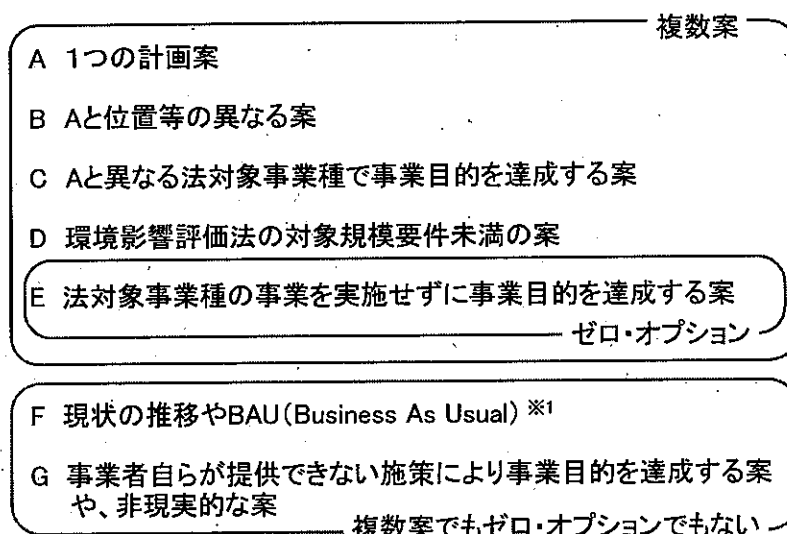 複数案
A 1つの計画案
B Aと位置等の異なる案
C Aと異なる法対象事業種で事業目的を達成する案
D 環境影響評価法の対象規模要件未満の案
E 法対象事業種の事業を実施せずに事業目的を達成する案
ゼロ・オプション
F 現状の推移やBAU(Business As Usual) ※1
G 事業者自らが提供できない施策により事業目的を達成する案
や、非現実的な案
複数案でもゼロ・オプションでもない